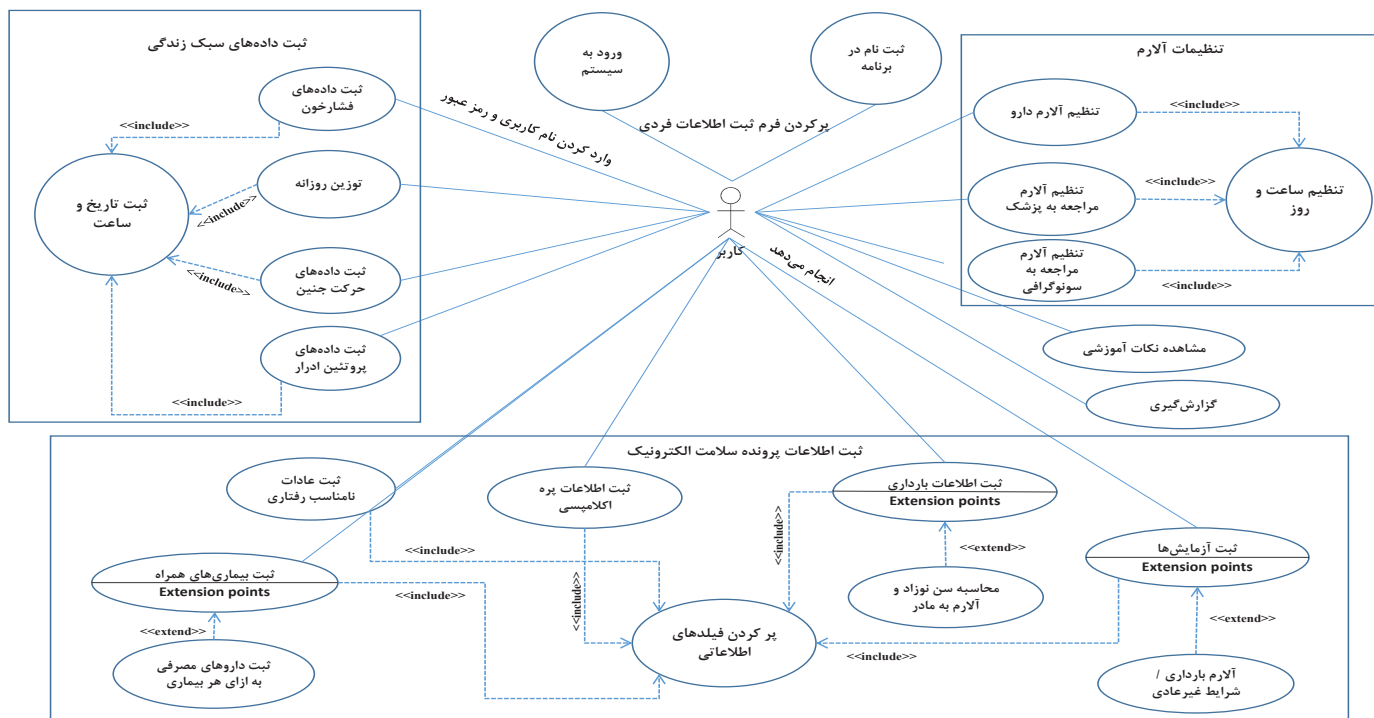 ثبت داده‌های سبک زندگی
ثبت داده‌های
فشارخون
<<include>>
توزین روزانه
<<include>>
ثبت تاریخ و
ساعت
ثبت داده‌های
حرکت جنین
<<include>>
ثبت داده‌های
پروتئین ادرار
<<include>>
ورود به
سیستم
ثبت نام در
برنامه
وارد کردن نام کاربری و رمز عبور
پرکردن فرم ثبت اطلاعات فردی
کاربر
انجام می‌دهد
تنظیمات آلارم
تنظیم آلارم دارو
<<include>>
تنظیم آلارم
مراجعه به پزشک
<<include>>
تنظیم ساعت و
روز
تنظیم آلارم
مراجعه به
سونوگرافی
<<include>>
مشاهده نکات آموزشی
گزارش‌گیری
ثبت اطلاعات پرونده سلامت الکترونیک
ثبت عادات
نامناسب رفتاری
<<include>>
ثبت اطلاعات پره
اکلامپسی
<<include>>
ثبت اطلاعات بارداری
Extension points
<<include>>
<<extend>>
محاسبه سن نوزاد و
آلارم به مادر
ثبت آزمایش‌ها
Extension points
<<include>>
<<extend>>
آلارم بارداری /
شرایط غیرعادی
ثبت بیماری‌های همراه
Extension points
<<include>>
<<extend>>
ثبت داروهای مصرفی
به ازای هر بیماری
پر کردن فیلدهای
اطلاعاتی